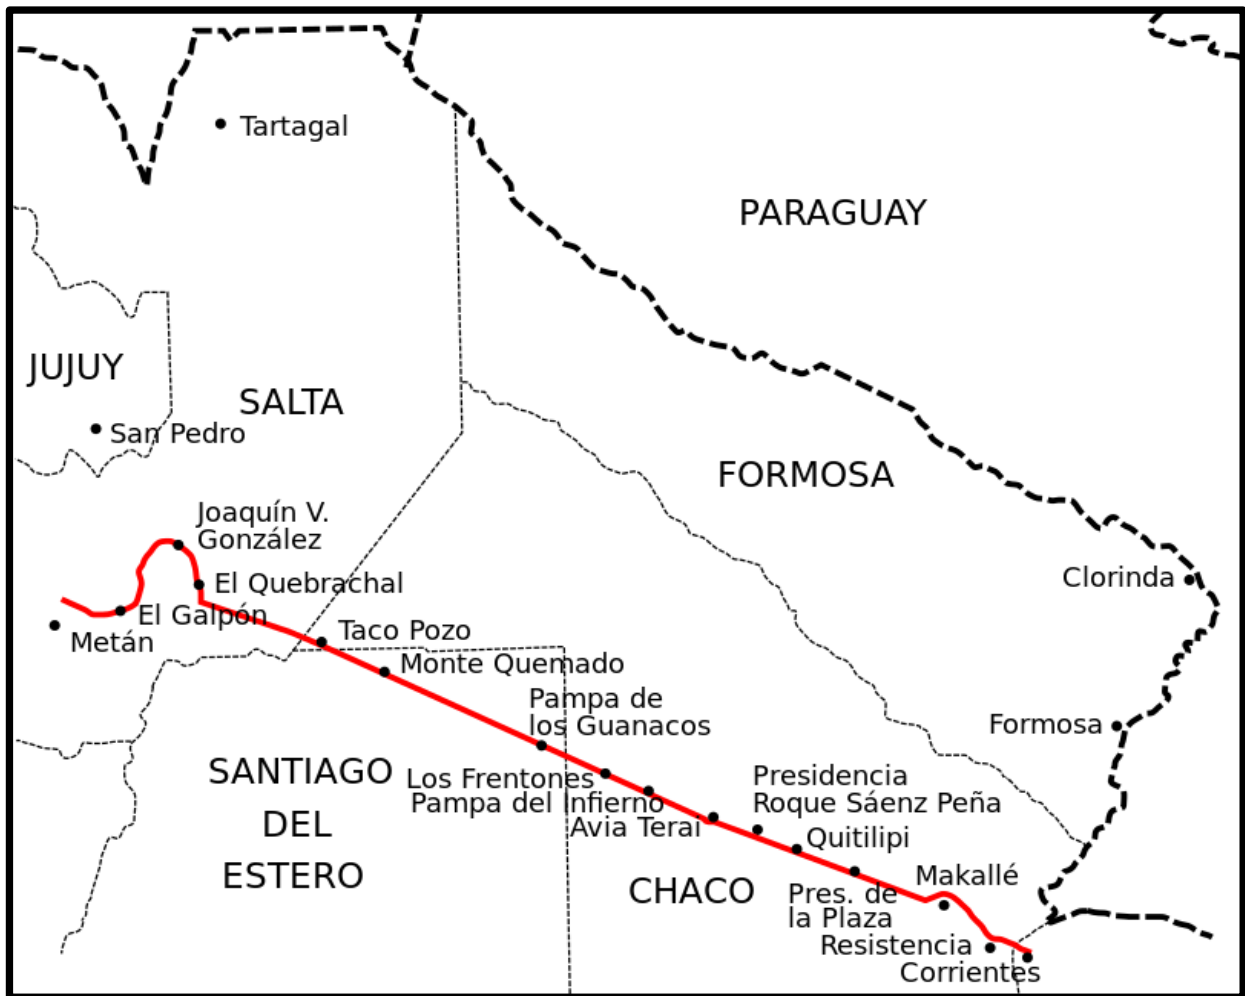 Tartagal
PARAGUAY
JUJUY
SALTA
San Pedro
FORMOSA
Joaquín V.
González
El Quebrachal
Clorinda
El Galpón
Metán
Taco Pozo
Monte Quemado
Pampa de
los Guanacos
Formosa
SANTIAGO
DEL
ESTERO
Los Frentones
Pampa del Infierno
Avia Terai
Presidencia
Roque Sáenz Peña
Quitilipi
CHACO
Makallé
Pres. de
la Plaza
Resistencia
Corrientes